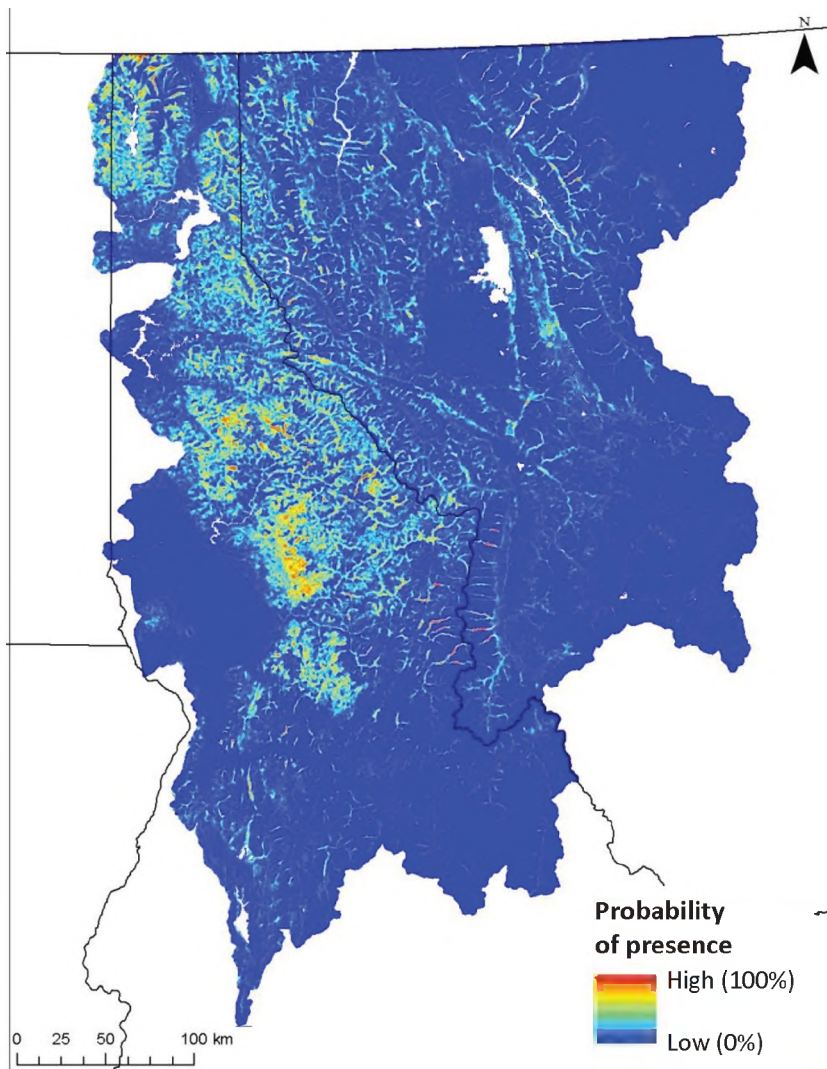 N
Probability
of presence
High (100%)
Low (0%)
0 25 50 100 km